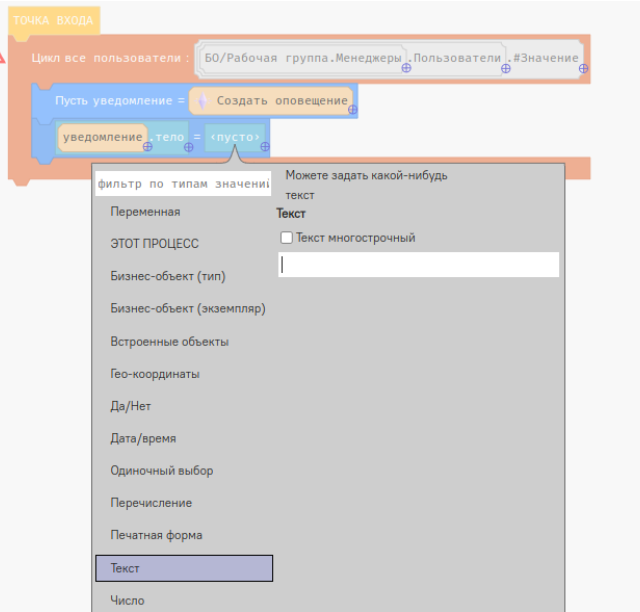 ТОЧКА ВХОДА
Цикл все пользователи : БО/Рабочая группа.Менеджеры .Пользователи .#Значение
Пусть уведомление = Создать оповещение
уведомление .тело = ‹пусто›
фильтр по типам значений
Можете задать какой-нибудь
текст
Переменная
Текст
ЭТОТ ПРОЦЕСС
Текст многострочный
Бизнес-объект (тип)
Бизнес-объект (экземпляр)
Встроенные объекты
Гео-координаты
Да/Нет
Дата/время
Одиночный выбор
Перечисление
Печатная форма
Текст
Число